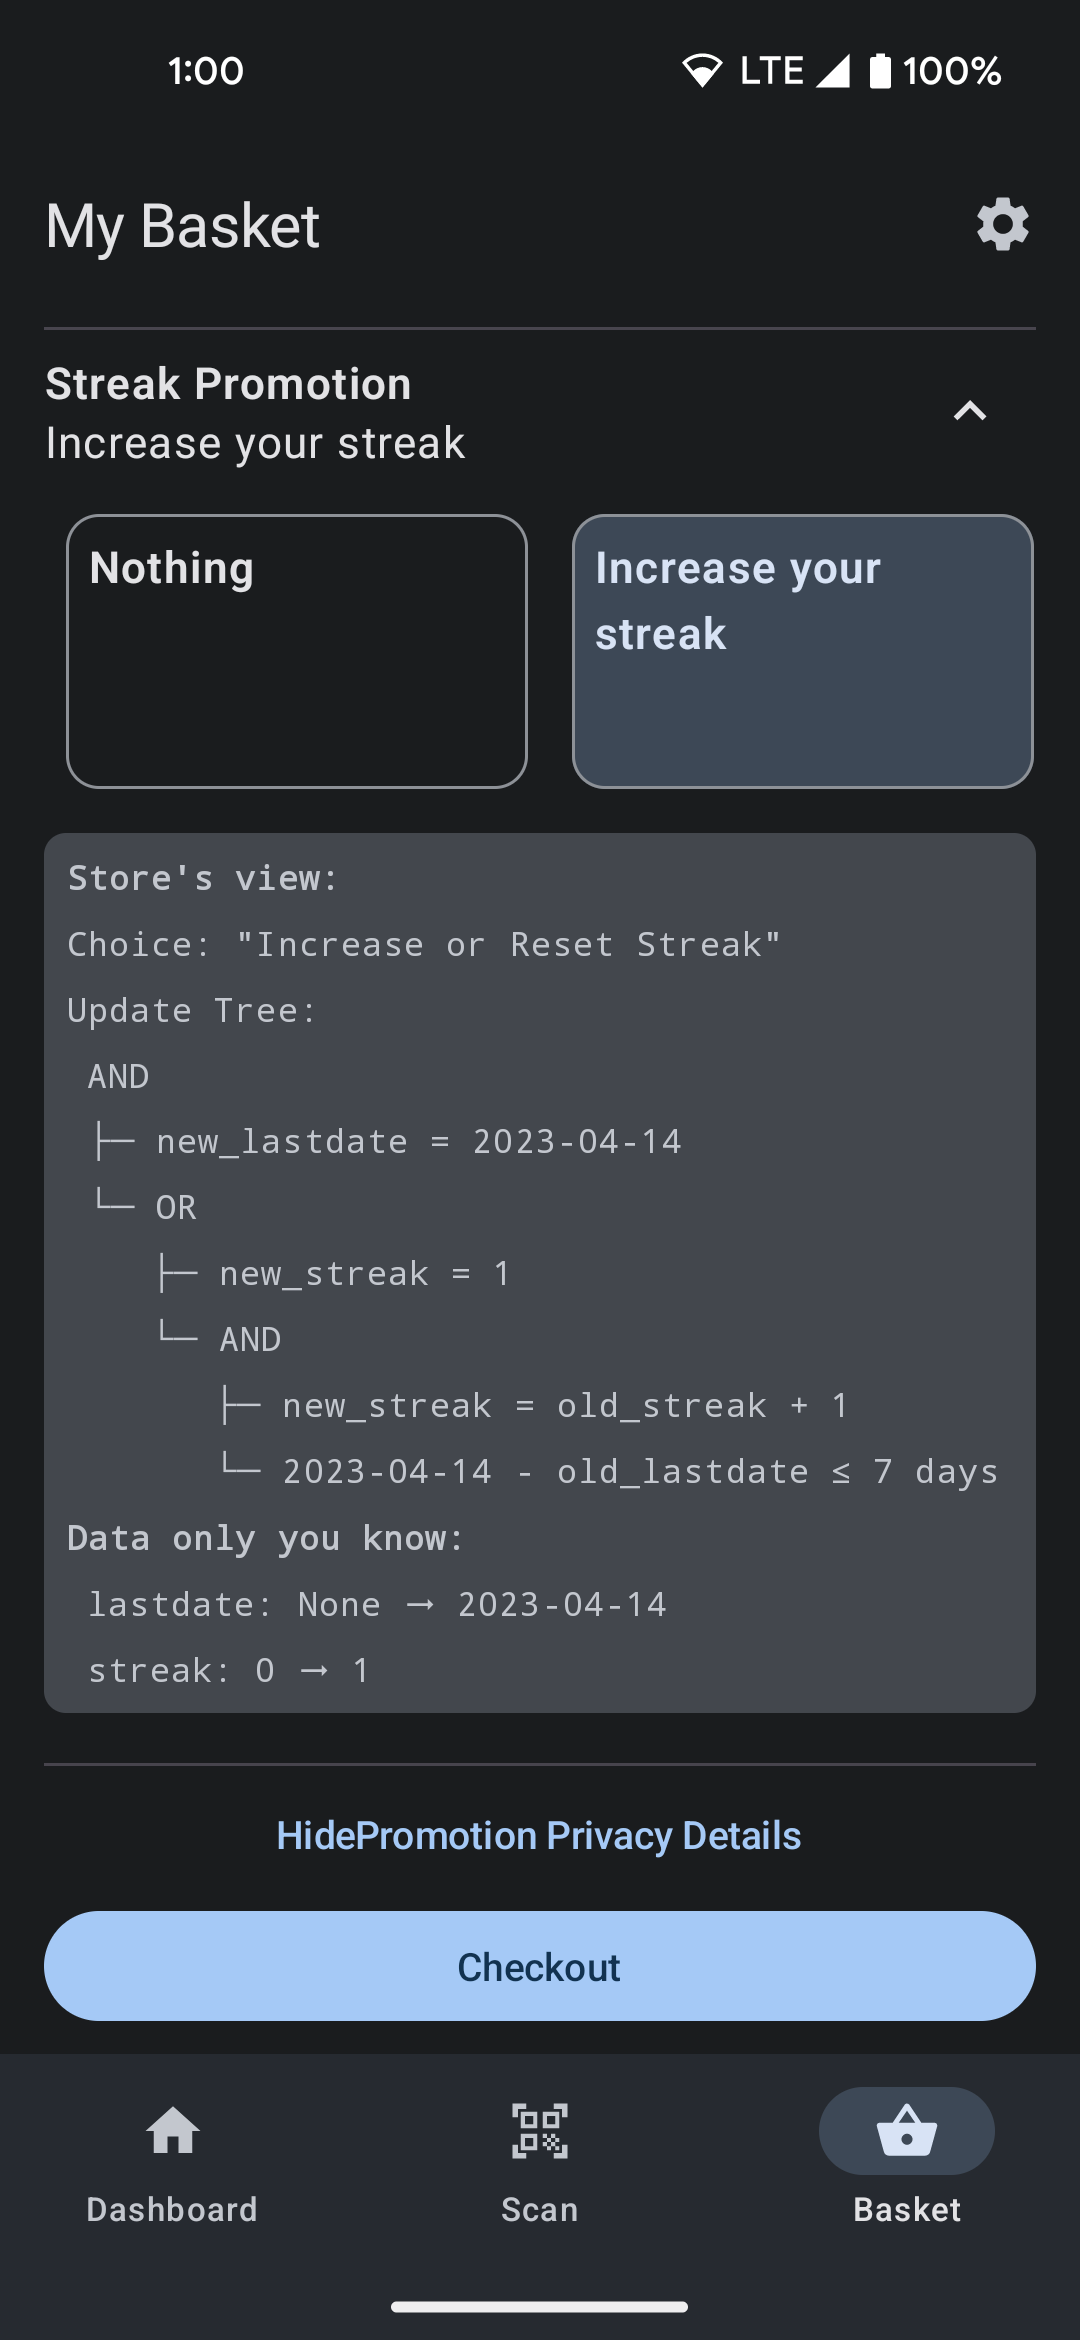 1:00 LTE 100%
My Basket
Streak Promotion
Increase your streak
Nothing
Increase your
streak
Store's view:
Choice: "Increase or Reset Streak"
Update Tree:
AND
├─ new_lastdate = 2023-04-14
└─ OR
├─ new_streak = 1
└─ AND
├─ new_streak = old_streak + 1
└─ 2023-04-14 - old_lastdate ≤ 7 days
Data only you know:
lastdate: None → 2023-04-14
streak: 0 → 1
HidePromotion Privacy Details
Checkout
Dashboard
Scan
Basket